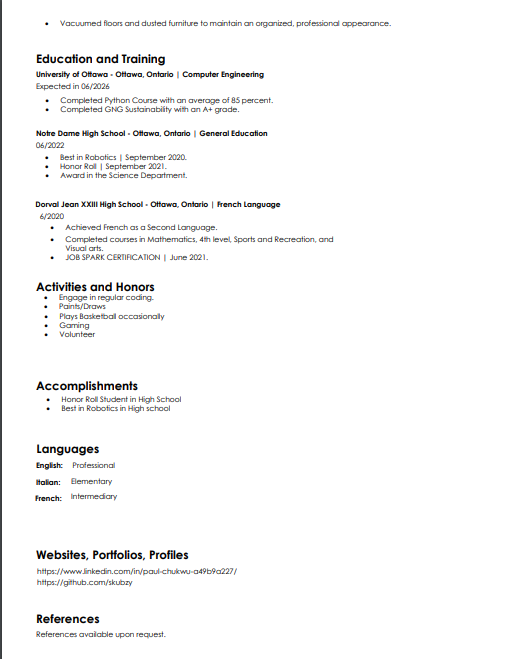 • Vacuumed floors and dusted furniture to maintain an organized, professional appearance.
Education and Training
University of Ottawa - Ottawa, Ontario | Computer Engineering
Expected in 06/2026
• Completed Python Course with an average of 85 percent.
• Completed GNG Sustainability with an A+ grade.
Notre Dame High School - Ottawa, Ontario | General Education
06/2022
• Best in Robotics | September 2020.
• Honor Roll | September 2021.
• Award in the Science Department.
Dorval Jean XXIII High School - Ottawa, Ontario | French Language
6/2020
• Achieved French as a Second Language.
• Completed courses in Mathematics, 4th level, Sports and Recreation, and
Visual arts.
• JOB SPARK CERTIFICATION | June 2021.
Activities and Honors
• Engage in regular coding.
• Paints/Draws
• Plays Basketball occasionally
• Gaming
• Volunteer
Accomplishments
• Honor Roll Student in High School
• Best in Robotics in High school
Languages
English: Professional
Italian: Elementary
French: Intermediary
Websites, Portfolios, Profiles
https://www.linkedin.com/in/paul-chukwu-a49b9a227/
https://github.com/skubzy
References
References available upon request.